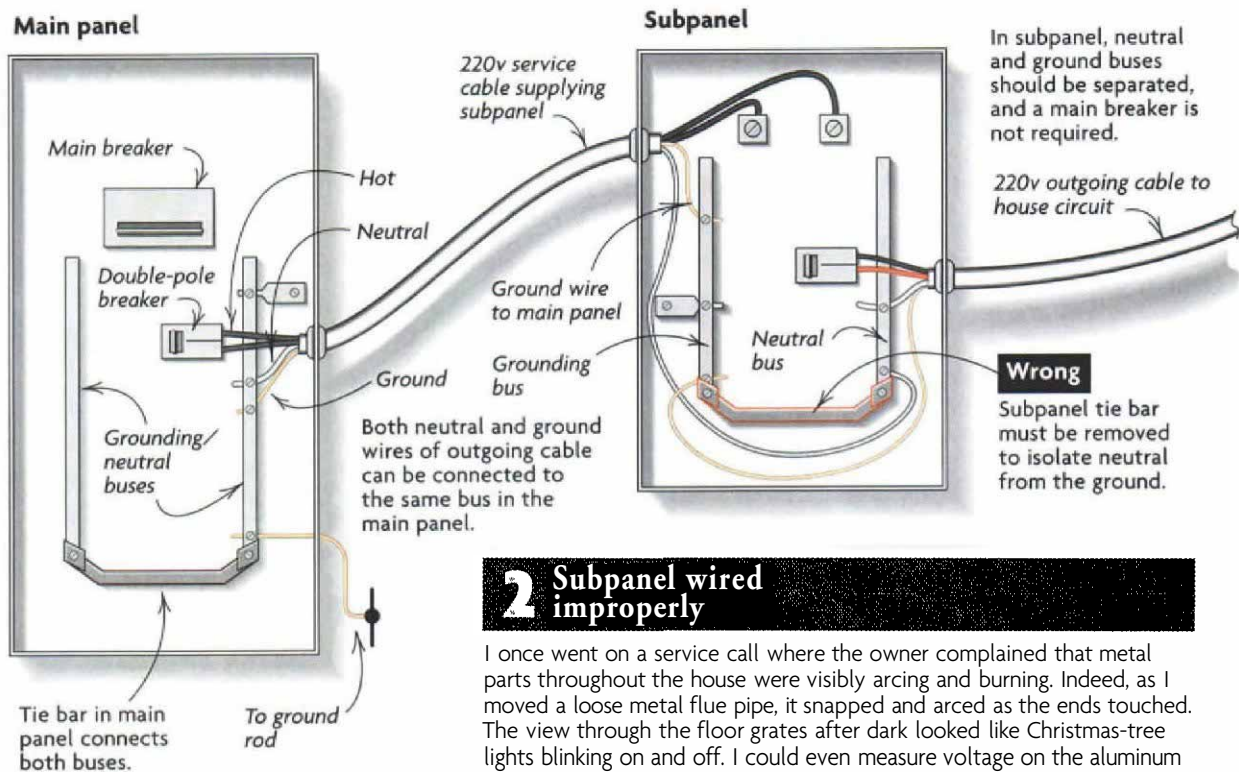 Main panel
Main breaker
Double-pole
breaker
Grounding/
neutral
buses
Hot
Neutral
Ground
Both neutral and ground
wires of outgoing cable
can be connected to
the same bus in the
main panel.
Tie bar in main
panel connects
both buses.
To ground
rod
220v service
cable supplying
subpanel
Subpanel
Ground wire
to main panel
Grounding
bus
Neutral
bus
In subpanel, neutral
and ground buses
should be separated,
and a main breaker is
not required.
220v outgoing cable to
house circuit
Wrong
Subpanel tie bar
must be removed
to isolate neutral
from the ground.
2 Subpanel wired
improperly
I once went on a service call where the owner complained that metal
parts throughout the house were visibly arcing and burning. Indeed, as I
moved a loose metal flue pipe, it snapped and arced as the ends touched.
The view through the floor grates after dark looked like Christmas-tree
lights blinking on and off. I could even measure voltage on the aluminum